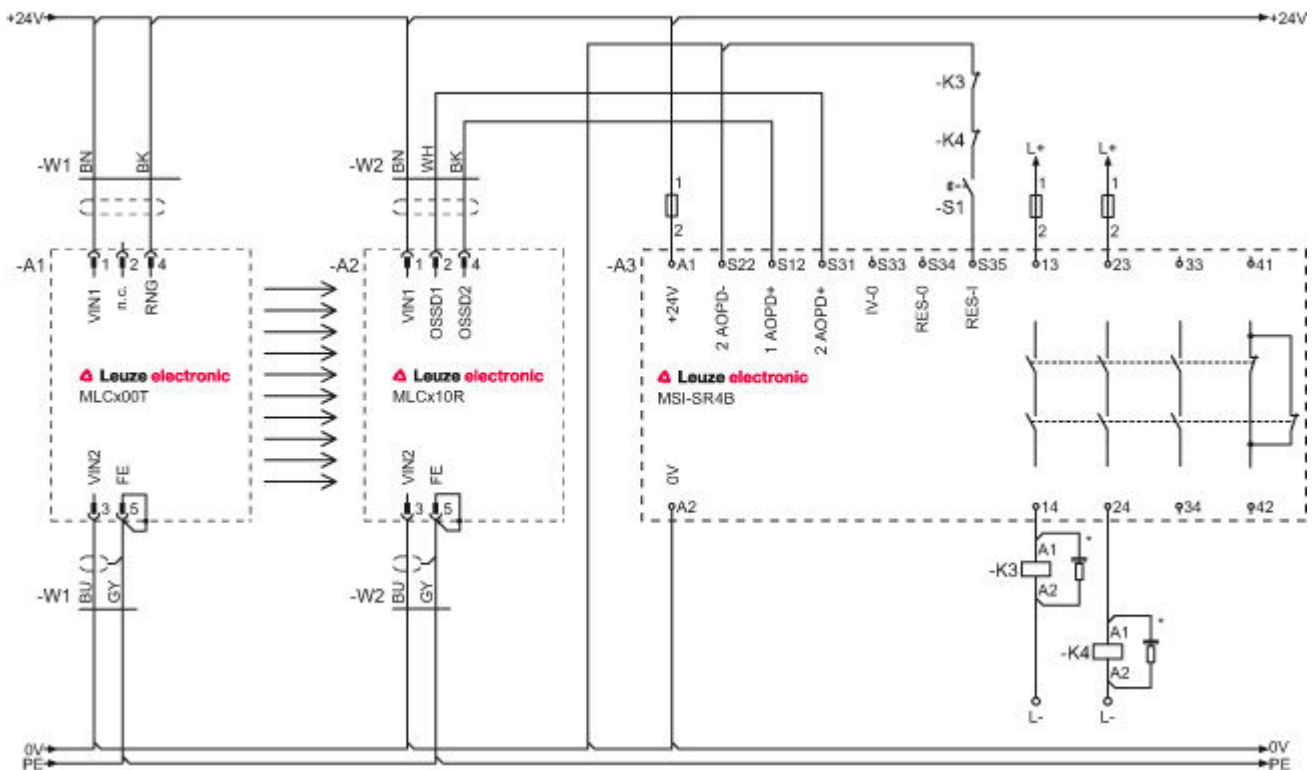 +24V +24V
-K3
-K4 L+ L+
-W1 BN BK -W2 BN WH BK
1 1 1
-S1
2 2 2
-A1 1 2 4 -A2 1 2 4 -A3 A1 S22 S12 S31 S33 S34 S35 13 23 33 41
VIN1 n.c. RNG VIN1 OSSD1 OSSD2 +24V 2 AOPD- 1 AOPD+ 2 AOPD+ IV-0 RES-0 RES-I
Leuze electronic Leuze electronic Leuze electronic
MLCx00T MLCx10R MSI-SR4B
VIN2 FE VIN2 FE 0V
3 5 3 5 A2 14 24 34 42
A1 *
-K3
A2
-W1 BU GY -W2 BU GY
A1 *
-K4
A2
L- L-
0V 0V
PE PE